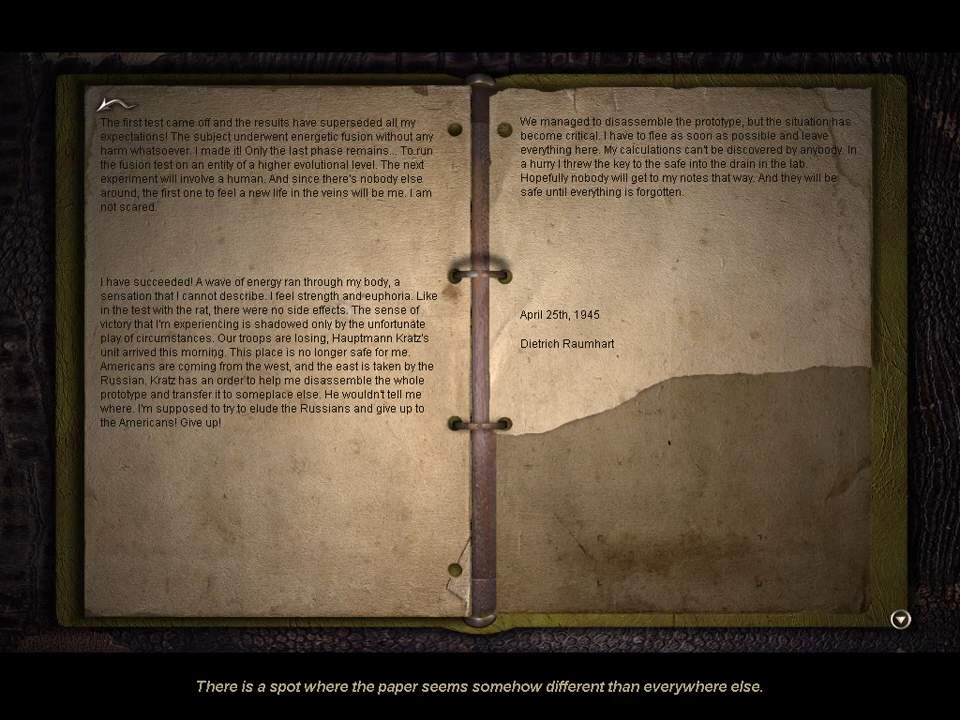 The first test came off and the results have superseded all my
expectations! The subject underwent energetic fusion without any
harm whatsoever. I made it! Only the last phase remains... To run
the fusion test on an entity of a higher evolutional level. The next
experiment will involve a human. And since there's nobody else
around, the first one to feel a new life in the veins will be me. I am
not scared.
I have succeeded! A wave of energy ran through my body, a
sensation that I cannot describe. I feel strength and euphoria. Like
in the test with the rat, there were no side effects. The sense of
victory that I'm experiencing is shadowed only by the unfortunate
play of circumstances. Our troops are losing, Hauptmann Kratz's
unit arrived this morning. This place is no longer safe for me.
Americans are coming from the west, and the east is taken by the
Russian. Kratz has an order to help me disassemble the whole
prototype and transfer it to someplace else. He wouldn't tell me
where. I'm supposed to try to elude the Russians and give up to
the Americans! Give up!
We managed to disassemble the prototype, but the situation has
become critical. I have to flee as soon as possible and leave
everything here. My calculations can't be discovered by anybody. In
a hurry I threw the key to the safe into the drain in the lab.
Hopefully nobody will get to my notes that way. And they will be
safe until everything is forgotten.
April 25th, 1945
Dietrich Raumhart
There is a spot where the paper seems somehow different than everywhere else.